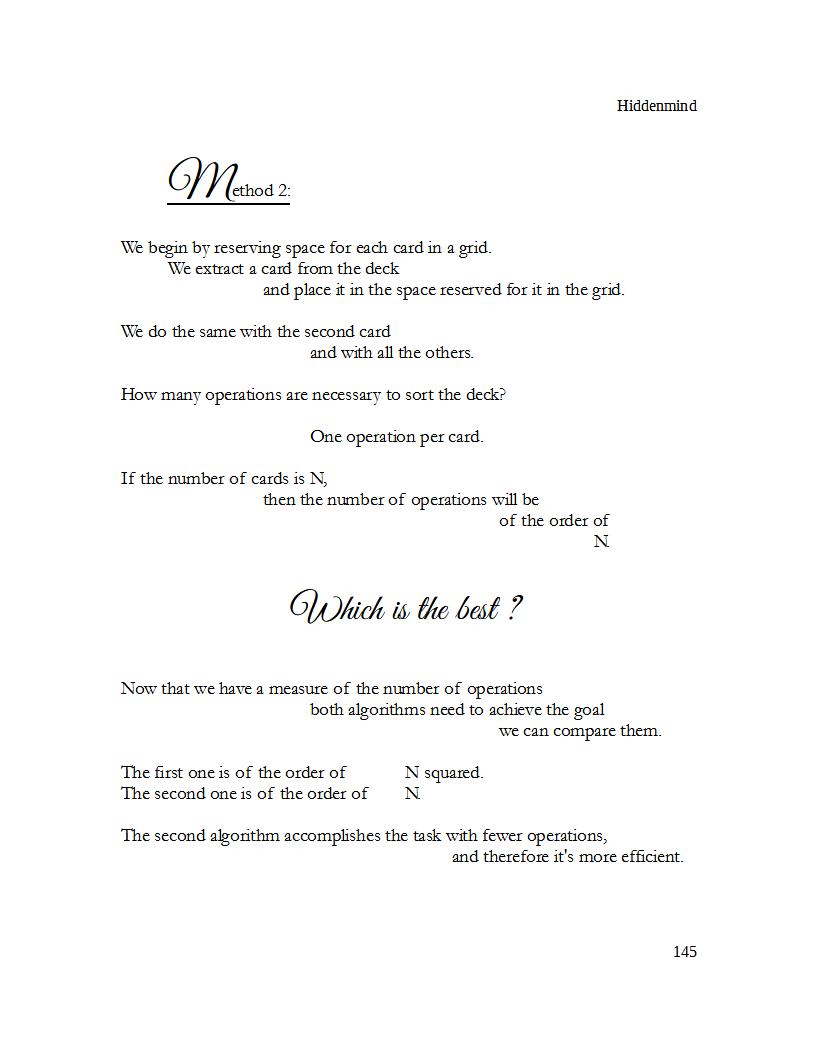 Hiddenmind
Method 2:
We begin by reserving space for each card in a grid.
We extract a card from the deck
and place it in the space reserved for it in the grid.
We do the same with the second card
and with all the others.
How many operations are necessary to sort the deck?
One operation per card.
If the number of cards is N,
then the number of operations will be
of the order of
N.
Which is the best ?
Now that we have a measure of the number of operations
both algorithms need to achieve the goal
we can compare them.
The first one is of the order of N squared.
The second one is of the order of N.
The second algorithm accomplishes the task with fewer operations,
and therefore it's more efficient.
145